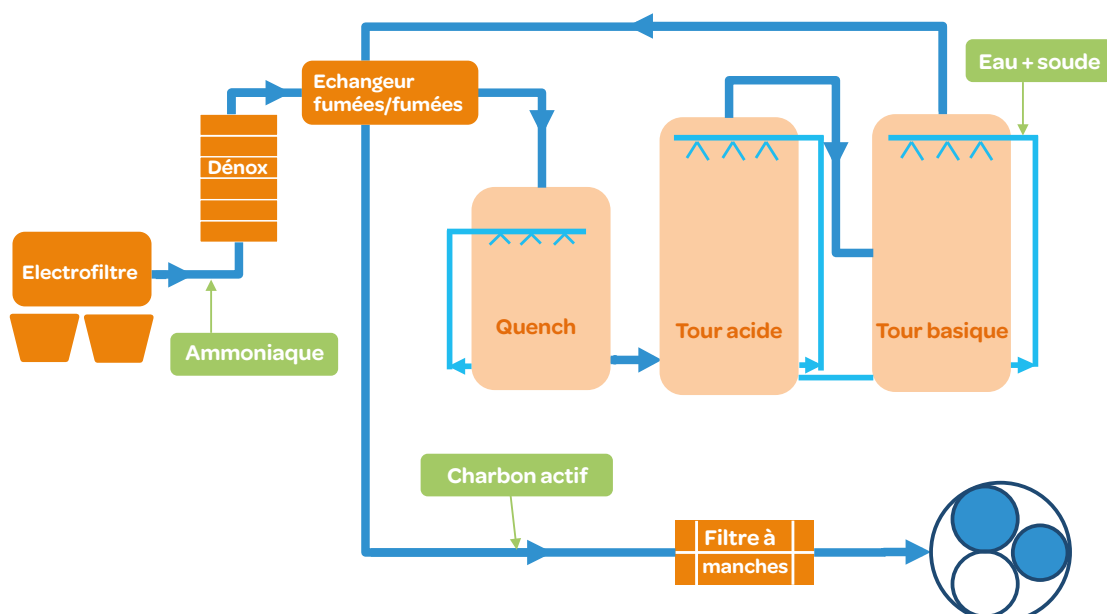 Eau + soude
Echangeur
fumées/fumées
Dénox
Electrofiltre
Ammoniaque
Quench
Tour acide
Tour basique
Charbon actif
Filtre à
manches